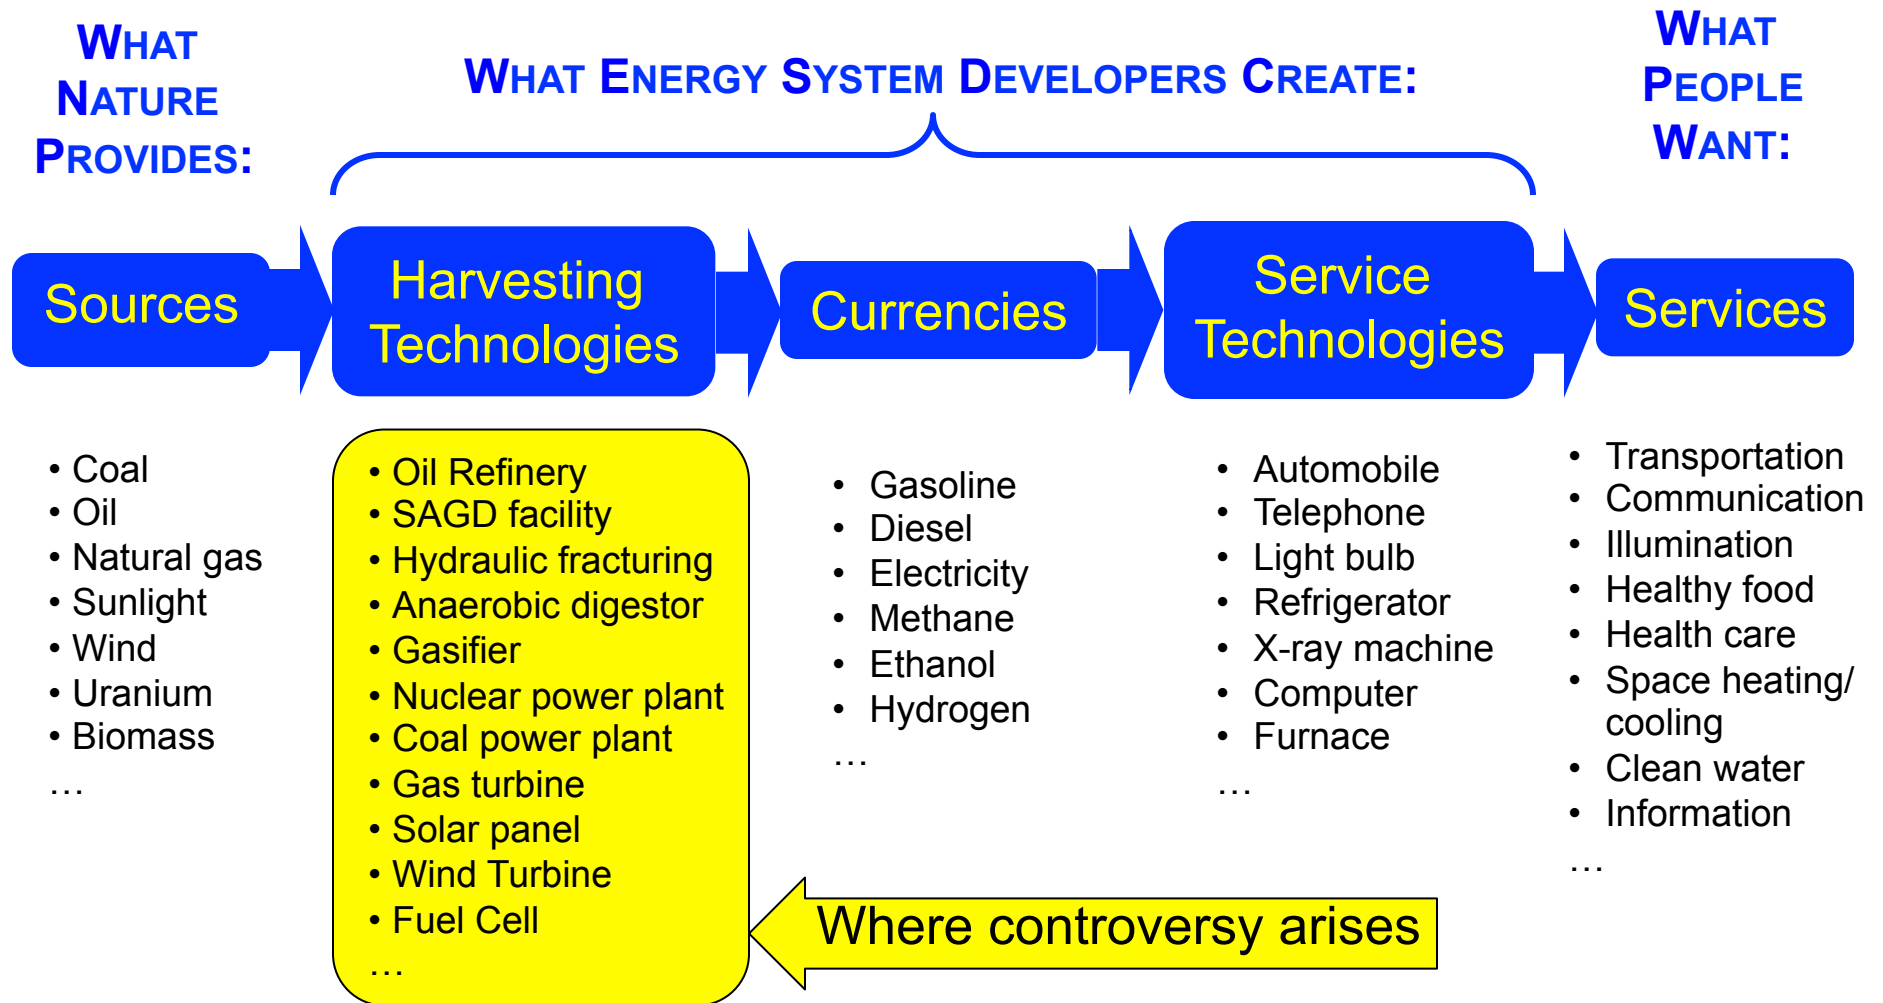 WHAT
NATURE
PROVIDES:
WHAT ENERGY SYSTEM DEVELOPERS CREATE:
WHAT
PEOPLE
WANT:
Sources
Harvesting
Technologies
Currencies
Service
Technologies
Services
• Coal
• Oil
• Natural gas
• Sunlight
• Wind
• Uranium
• Biomass
…
• Oil Refinery
• SAGD facility
• Hydraulic fracturing
• Anaerobic digestor
• Gasifier
• Nuclear power plant
• Coal power plant
• Gas turbine
• Solar panel
• Wind Turbine
• Fuel Cell
…
• Gasoline
• Diesel
• Electricity
• Methane
• Ethanol
• Hydrogen
…
• Automobile
• Telephone
• Light bulb
• Refrigerator
• X-ray machine
• Computer
• Furnace
…
• Transportation
• Communication
• Illumination
• Healthy food
• Health care
• Space heating/
cooling
• Clean water
• Information
…
Where controversy arises